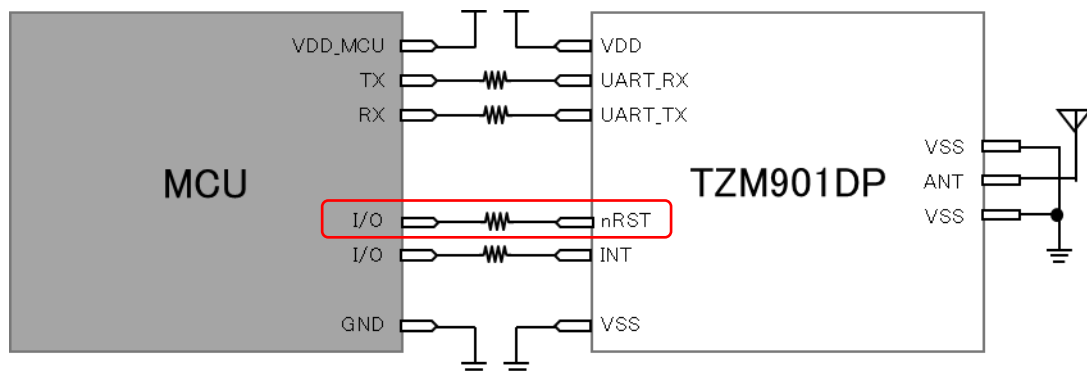 VDD_MCU VDD
TX UART_RX
RX UART_TX
VSS
MCU TZM901DP ANT
I/O nRST VSS
I/O INT
GND VSS